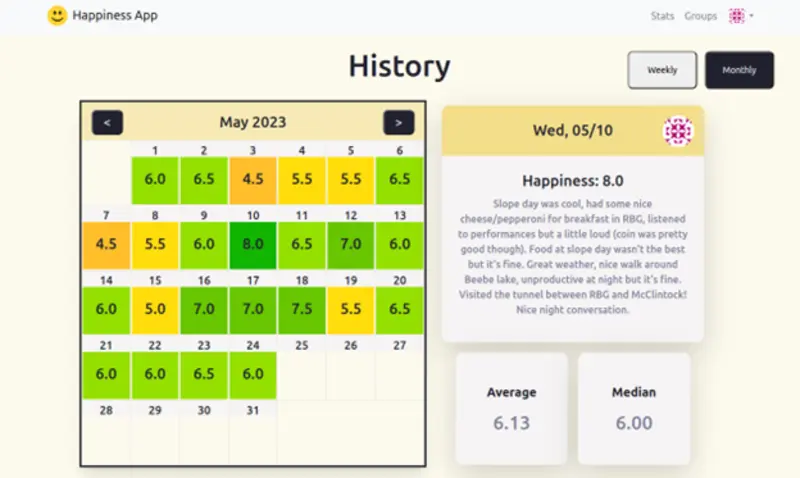 Happiness App
Stats Groups
History
Weekly Monthly
< May 2023 >
1 2 3 4 5 6
6.0 6.5 4.5 5.5 5.5 6.5
7 8 9 10 11 12 13
4.5 5.5 6.0 8.0 6.5 7.0 6.0
14 15 16 17 18 19 20
6.0 5.0 7.0 7.0 7.5 5.5 6.5
21 22 23 24 25 26 27
6.0 6.0 6.5 6.0
28 29 30 31
Wed, 05/10
Happiness: 8.0
Slope day was cool, had some nice
cheese/pepperoni for breakfast in RBG, listened
to performances but a little loud (coin was pretty
good though). Food at slope day wasn't the best
but it's fine. Great weather, nice walk around
Beebe lake, unproductive at night but it's fine.
Visited the tunnel between RBG and McClintock!
Nice night conversation.
Average
6.13
Median
6.00